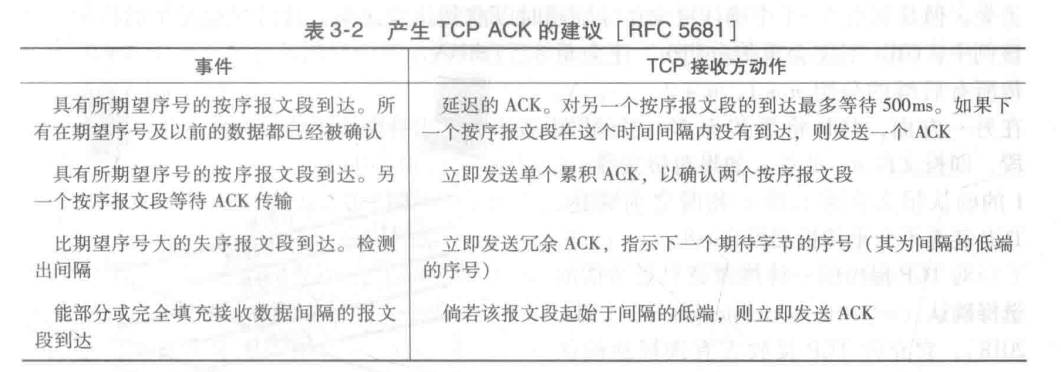 表 3-2 产生 TCP ACK 的建议［RFC 5681］
事件
TCP 接收方动作
具有所期望序号的按序报文段到达。所
有在期望序号及以前的数据都已经被确认
延迟的 ACK。对另一个按序报文段的到达最多等待 500ms。如果下
一个按序报文段在这个时间间隔内没有到达，则发送一个 ACK
具有所期望序号的按序报文段到达。另
一个按序报文段等待 ACK 传输
立即发送单个累积 ACK，以确认两个按序报文段
比期望序号大的失序报文段到达。检测
出间隔
立即发送冗余 ACK，指示下一个期待字节的序号（其为间隔的低端
的序号）
能部分或完全填充接收数据间隔的报文
段到达
倘若该报文段起始于间隔的低端，则立即发送 ACK